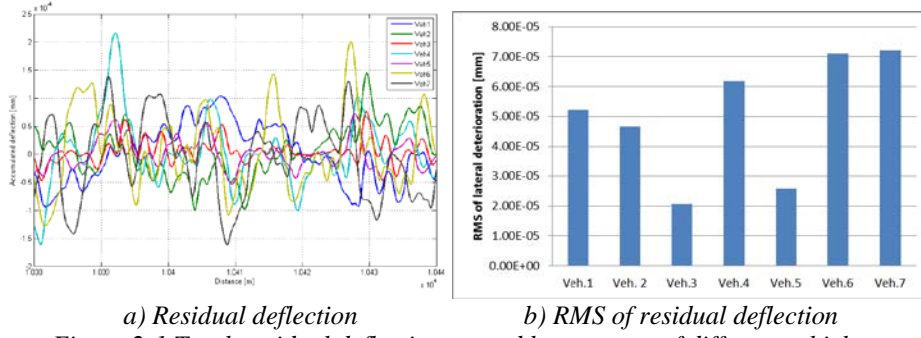 x 10⁻⁴
2.5
2
1.5
1
0.5
0
-0.5
-1
-1.5
-2
Accumulated deflection [mm]
Veh1
Veh2
Veh3
Veh4
Veh5
Veh6
Veh7
1.039 1.039 1.04 1.041 1.042 1.043 1.044
Distance [m]
x 10⁴
8.00E-05
7.00E-05
6.00E-05
5.00E-05
4.00E-05
3.00E-05
2.00E-05
1.00E-05
0.00E+00
RMS of lateral deterioration [mm]
Veh.1 Veh. 2 Veh.3 Veh.4 Veh.5 Veh.6 Veh.7
a) Residual deflection b) RMS of residual deflection